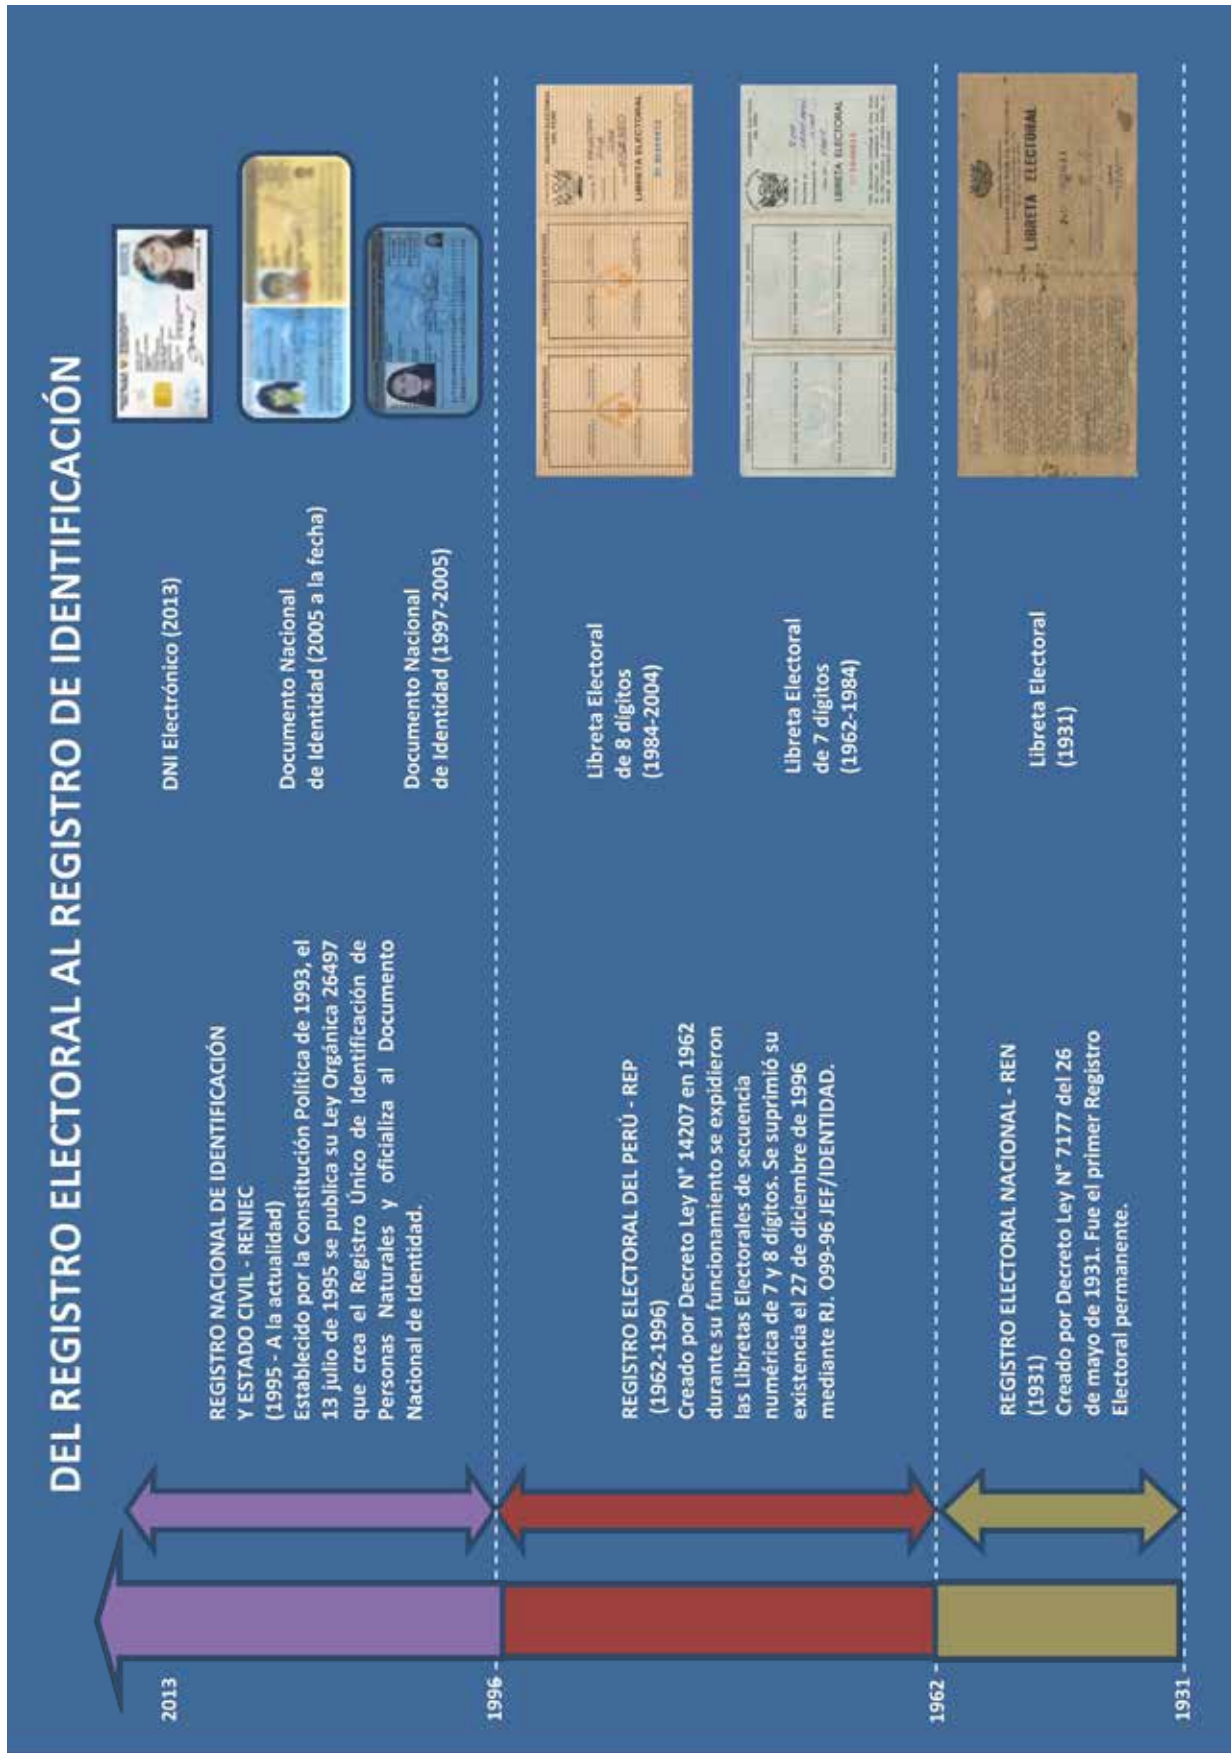 DEL REGISTRO ELECTORAL AL REGISTRO DE IDENTIFICACIÓN
2013
REGISTRO NACIONAL DE IDENTIFICACIÓN
Y ESTADO CIVIL - RENIEC
(1995 - A la actualidad)
Establecido por la Constitución Política de 1993, el
13 julio de 1995 se publica su Ley Orgánica 26497
que crea el Registro Único de Identificación de
Personas Naturales y oficializa al Documento
Nacional de Identidad.
DNI Electrónico (2013)
Documento Nacional
de Identidad (2005 a la fecha)
Documento Nacional
de Identidad (1997-2005)
1996
REGISTRO ELECTORAL DEL PERÚ - REP
(1962-1996)
Creado por Decreto Ley N° 14207 en 1962
durante su funcionamiento se expidieron
las Libretas Electorales de secuencia
numérica de 7 y 8 dígitos. Se suprimió su
existencia el 27 de diciembre de 1996
mediante RJ. O99-96 JEF/IDENTIDAD.
Libreta Electoral
de 8 dígitos
(1984-2004)
LIBRETA ELECTORAL
Libreta Electoral
de 7 dígitos
(1962-1984)
LIBRETA ELECTORAL
1962
REGISTRO ELECTORAL NACIONAL - REN
(1931)
Creado por Decreto Ley N° 7177 del 26
de mayo de 1931. Fue el primer Registro
Electoral permanente.
Libreta Electoral
(1931)
LIBRETA ELECTORAL
1931